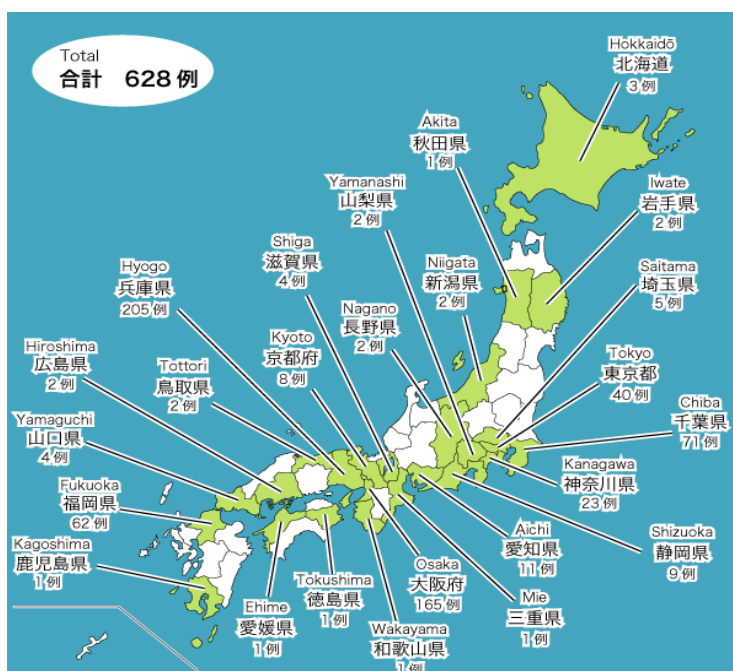 Total
合計 628 例
Hokkaidō
北海道
3 例
Akita
秋田県
1 例
Iwate
岩手県
2 例
Yamanashi
山梨県
2 例
Saitama
埼玉県
5 例
Shiga
滋賀県
4 例
Niigata
新潟県
2 例
Hyogo
兵庫県
205 例
Nagano
長野県
2 例
Kyoto
京都府
8 例
Hiroshima
広島県
2 例
Tottori
鳥取県
2 例
Tokyo
東京都
40 例
Chiba
千葉県
71 例
Yamaguchi
山口県
4 例
Kanagawa
神奈川県
23 例
Fukuoka
福岡県
62 例
Aichi
愛知県
11 例
Shizuoka
静岡県
9 例
Kagoshima
鹿児島県
1 例
Osaka
大阪府
165 例
Tokushima
徳島県
1 例
Mie
三重県
1 例
Ehime
愛媛県
1 例
Wakayama
和歌山県
1 例